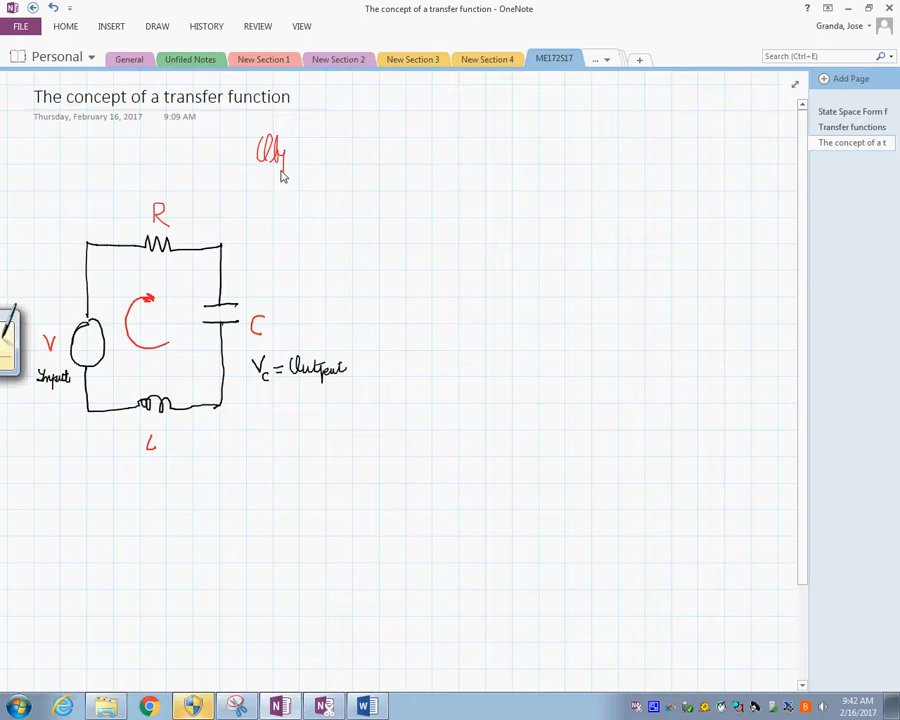 The concept of a transfer function - OneNote
FILE
HOME
INSERT
DRAW
HISTORY
REVIEW
VIEW
Granda, Jose
Personal
General
Unfiled Notes
New Section 1
New Section 2
New Section 3
New Section 4
ME172S17
...
Search (Ctrl+E)
Add Page
The concept of a transfer function
Thursday, February 16, 2017
9:09 AM
State Space Form f
Transfer functions
The concept of a t
Obj
R
V
Input
C
Vc = Output
L
9:42 AM
2/16/2017